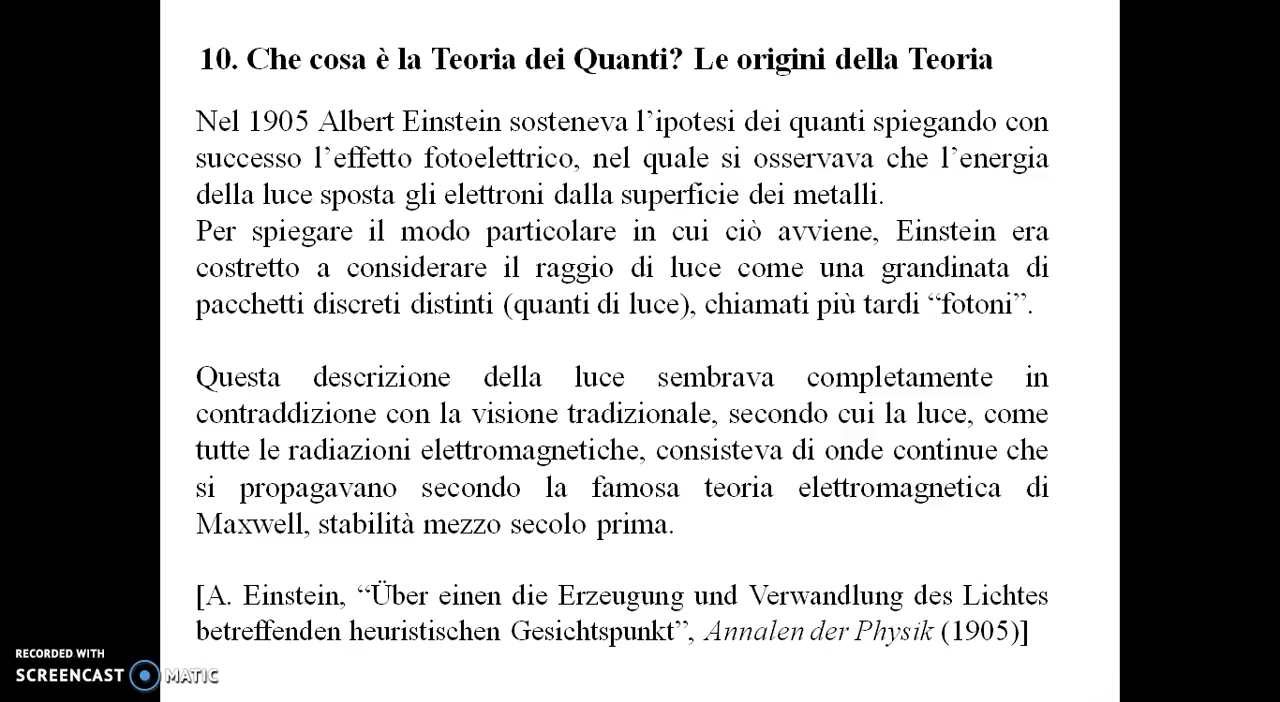 10. Che cosa è la Teoria dei Quanti? Le origini della Teoria
Nel 1905 Albert Einstein sosteneva l’ipotesi dei quanti spiegando con
successo l’effetto fotoelettrico, nel quale si osservava che l’energia
della luce sposta gli elettroni dalla superficie dei metalli.
Per spiegare il modo particolare in cui ciò avviene, Einstein era
costretto a considerare il raggio di luce come una grandinata di
pacchetti discreti distinti (quanti di luce), chiamati più tardi “fotoni”.
Questa descrizione della luce sembrava completamente in
contraddizione con la visione tradizionale, secondo cui la luce, come
tutte le radiazioni elettromagnetiche, consisteva di onde continue che
si propagavano secondo la famosa teoria elettromagnetica di
Maxwell, stabilità mezzo secolo prima.
[A. Einstein, “Über einen die Erzeugung und Verwandlung des Lichtes
betreffenden heuristischen Gesichtspunkt”, Annalen der Physik (1905)]
RECORDED WITH
SCREENCAST MATIC